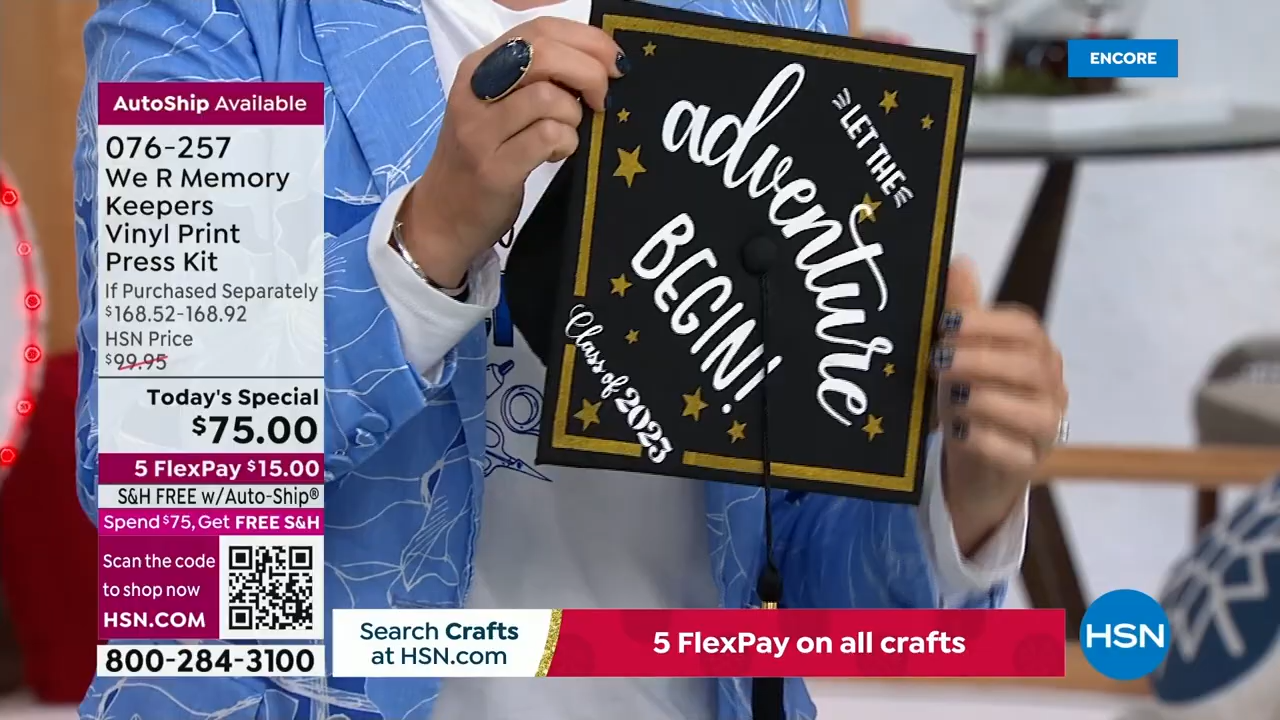 ENCORE
AutoShip Available
076-257
We R Memory
Keepers
Vinyl Print
Press Kit
If Purchased Separately
$168.52-168.92
HSN Price
$99.95
Today's Special
$75.00
5 FlexPay $15.00
S&H FREE w/Auto-Ship®
Spend $75, Get FREE S&H
Scan the code
to shop now
HSN.COM
800-284-3100
LET THE
adventure
BEGIN!
Class of 2023
Search Crafts
at HSN.com
5 FlexPay on all crafts
HSN